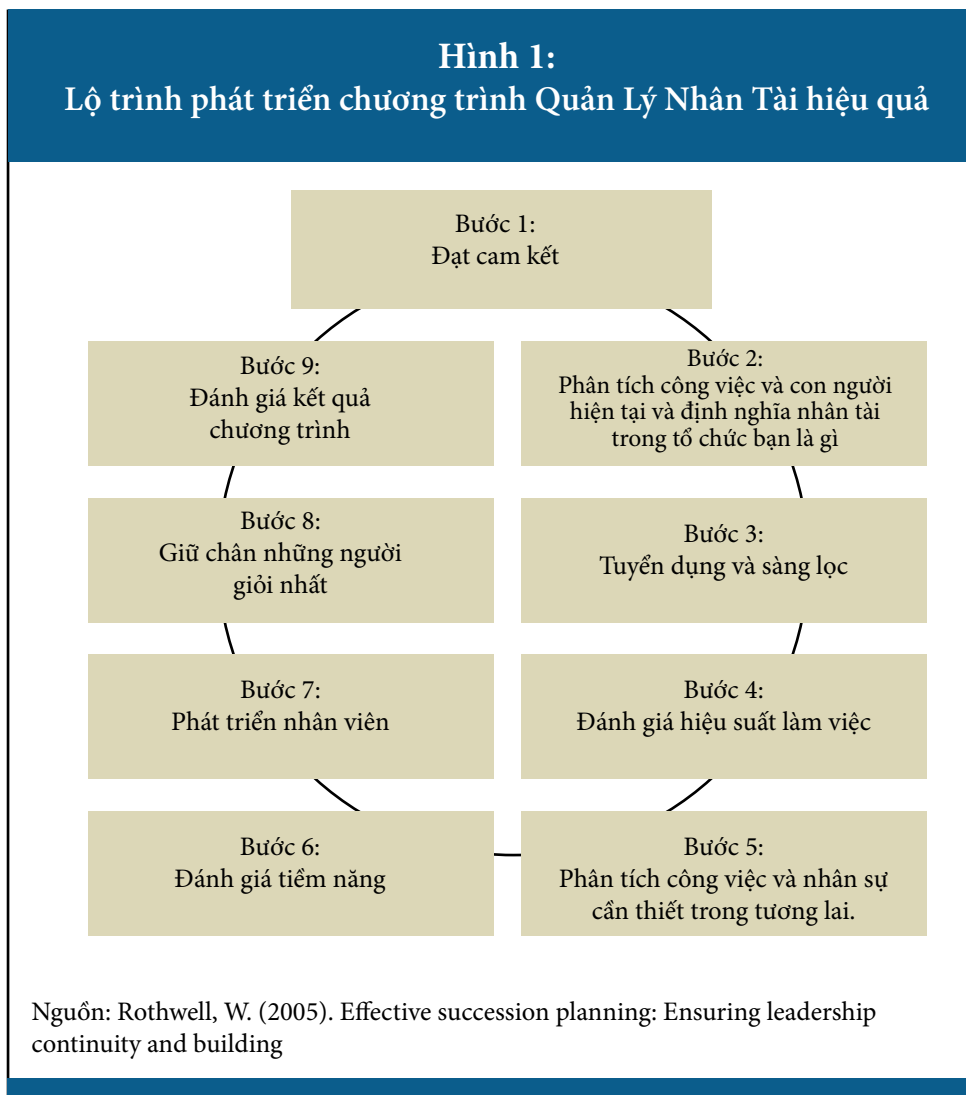 Hình 1:
Lộ trình phát triển chương trình Quản Lý Nhân Tài hiệu quả
Bước 1:
Đạt cam kết
Bước 2:
Phân tích công việc và con người
hiện tại và định nghĩa nhân tài
trong tổ chức bạn là gì
Bước 3:
Tuyển dụng và sàng lọc
Bước 4:
Đánh giá hiệu suất làm việc
Bước 5:
Phân tích công việc và nhân sự
cần thiết trong tương lai.
Bước 6:
Đánh giá tiềm năng
Bước 7:
Phát triển nhân viên
Bước 8:
Giữ chân những người
giỏi nhất
Bước 9:
Đánh giá kết quả
chương trình
Nguồn: Rothwell, W. (2005). Effective succession planning: Ensuring leadership
continuity and building